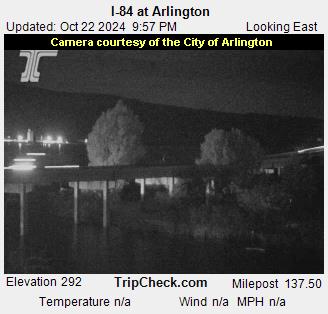 I-84 at Arlington
Updated: Oct 22 2024 9:57 PM Looking East
Camera courtesy of the City of Arlington
Elevation 292 TripCheck.com Milepost 137.50
Temperature n/a Wind n/a MPH n/a